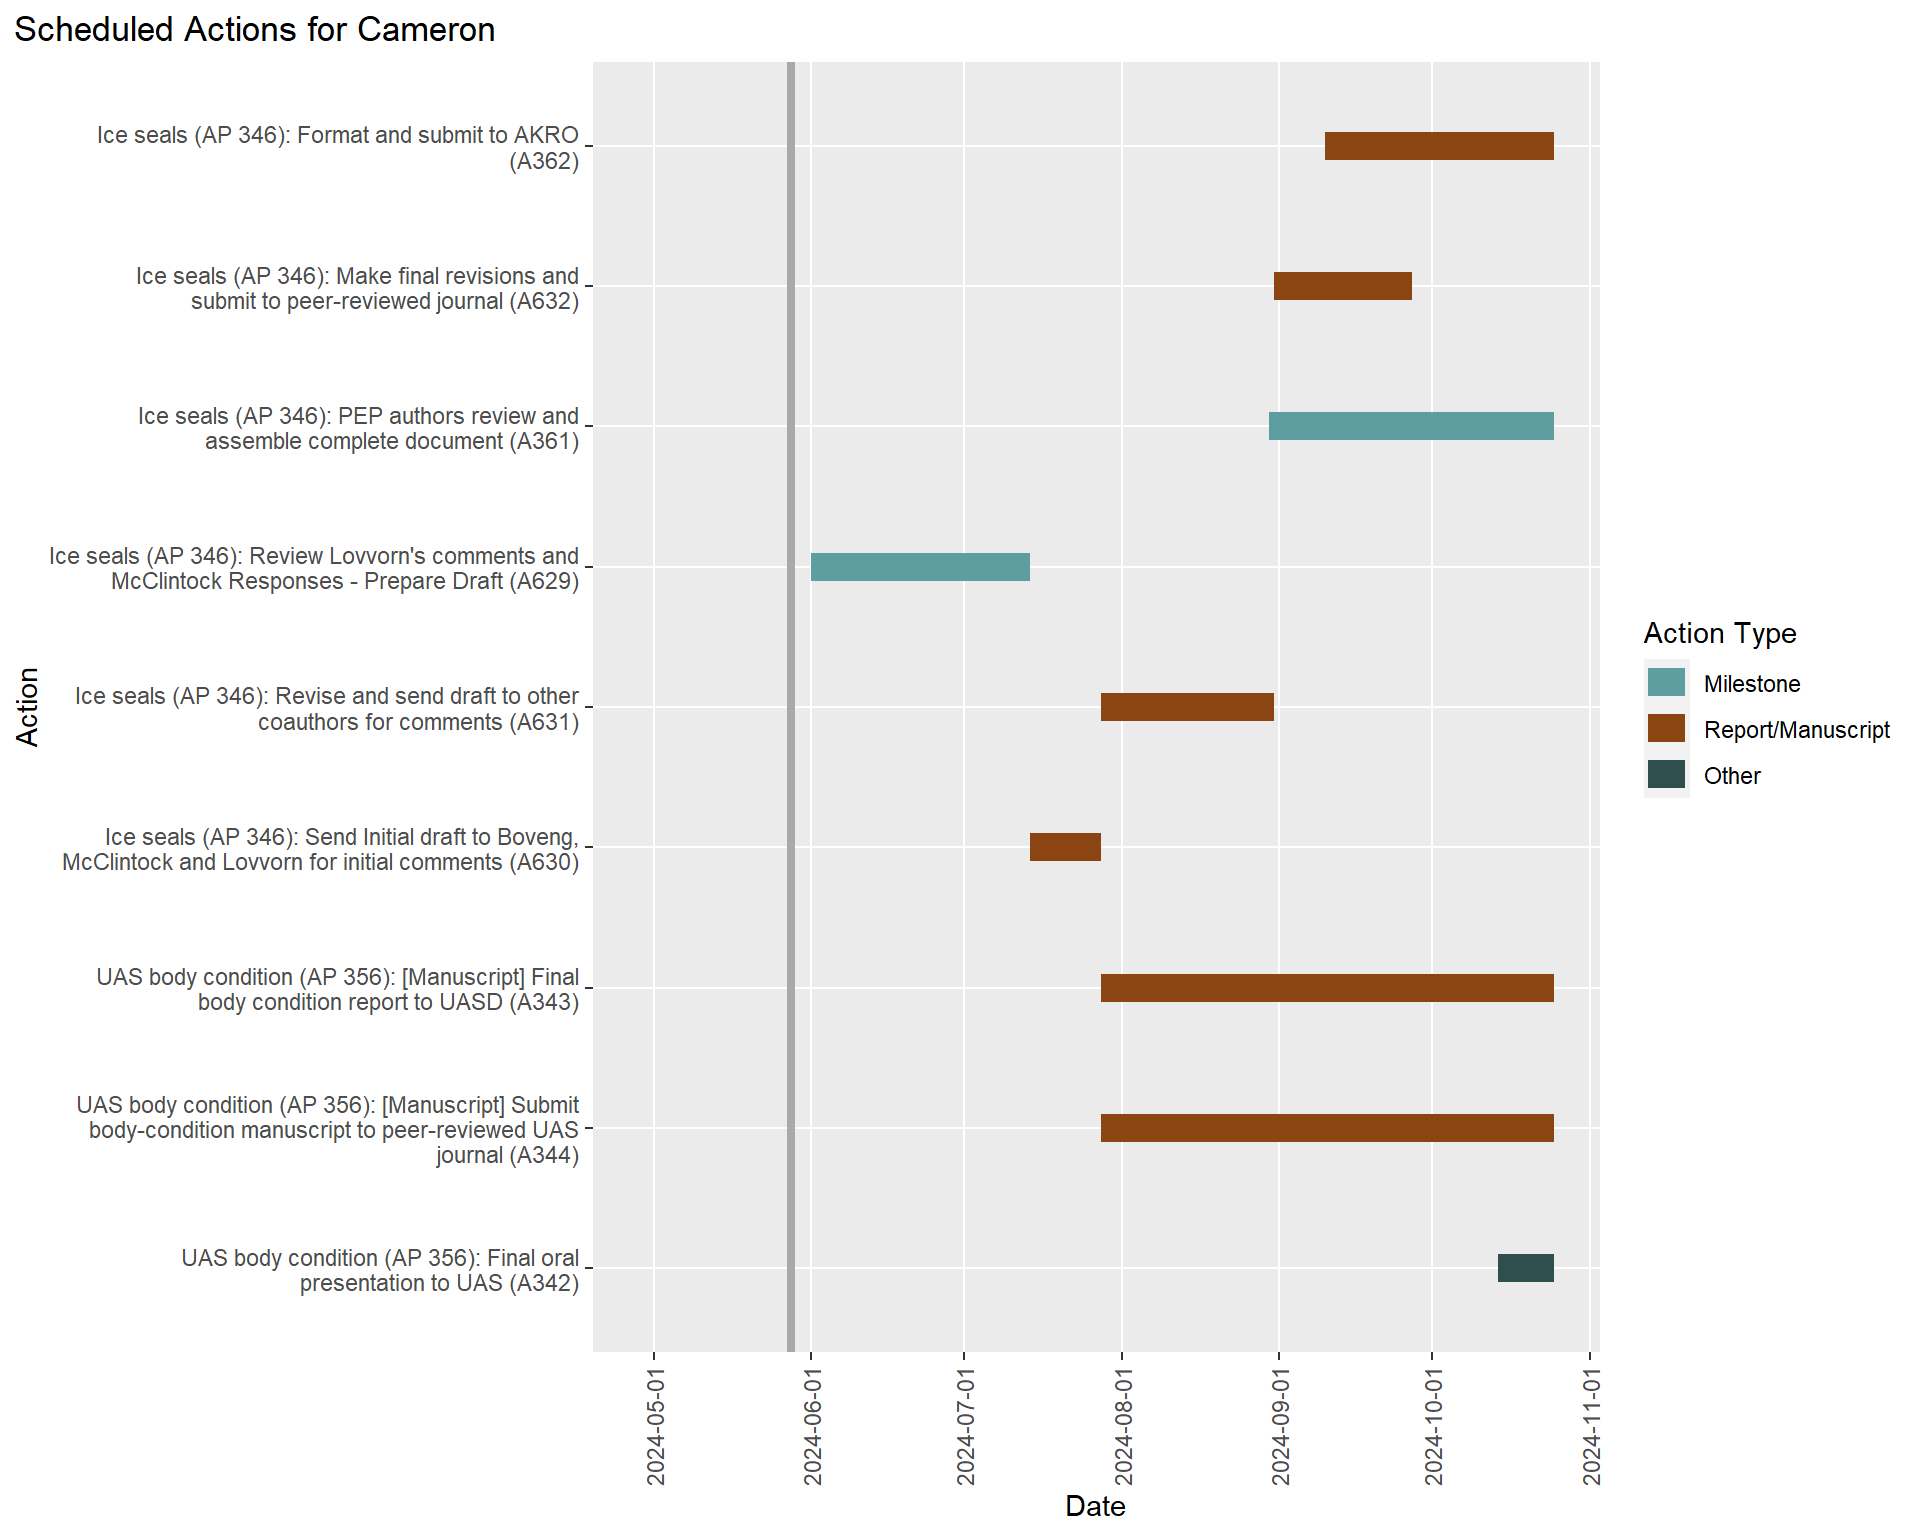 Scheduled Actions for Cameron
Ice seals (AP 346): Format and submit to AKRO
(A362)
Ice seals (AP 346): Make final revisions and
submit to peer-reviewed journal (A632)
Ice seals (AP 346): PEP authors review and
assemble complete document (A361)
Ice seals (AP 346): Review Lovvorn's comments and
McClintock Responses - Prepare Draft (A629)
Ice seals (AP 346): Revise and send draft to other
coauthors for comments (A631)
Ice seals (AP 346): Send Initial draft to Boveng,
McClintock and Lovvorn for initial comments (A630)
UAS body condition (AP 356): [Manuscript] Final
body condition report to UASD (A343)
UAS body condition (AP 356): [Manuscript] Submit
body-condition manuscript to peer-reviewed UAS
journal (A344)
UAS body condition (AP 356): Final oral
presentation to UAS (A342)
Action
2024-05-01
2024-06-01
2024-07-01
2024-08-01
2024-09-01
2024-10-01
2024-11-01
Date
Action Type
Milestone
Report/Manuscript
Other